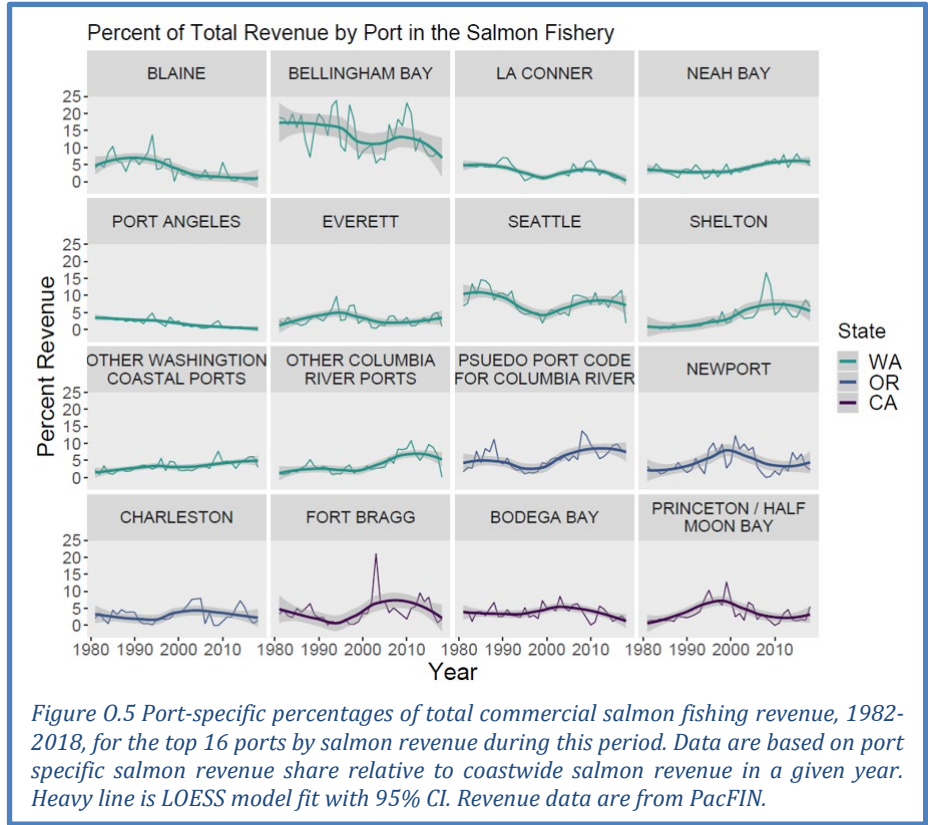 Percent of Total Revenue by Port in the Salmon Fishery
BLAINE
BELLINGHAM BAY
LA CONNER
NEAH BAY
25
20
15
10
5
0
PORT ANGELES
EVERETT
SEATTLE
SHELTON
25
20
15
10
5
0
OTHER WASHINGTION
COASTAL PORTS
OTHER COLUMBIA
RIVER PORTS
PSUEDO PORT CODE
FOR COLUMBIA RIVER
NEWPORT
25
20
15
10
5
0
CHARLESTON
FORT BRAGG
BODEGA BAY
PRINCETON / HALF
MOON BAY
25
20
15
10
5
0
1980 1990 2000 2010
1980 1990 2000 2010
1980 1990 2000 2010
1980 1990 2000 2010
Percent Revenue
Year
State
WA
OR
CA
Figure O.5 Port-specific percentages of total commercial salmon fishing revenue, 1982-
2018, for the top 16 ports by salmon revenue during this period. Data are based on port
specific salmon revenue share relative to coastwide salmon revenue in a given year.
Heavy line is LOESS model fit with 95% CI. Revenue data are from PacFIN.